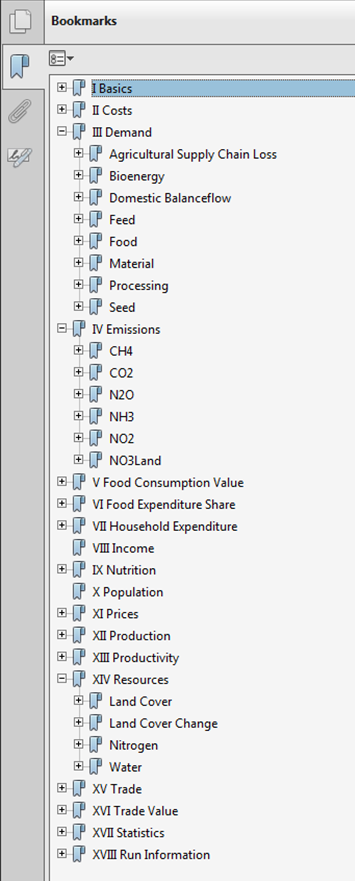 Bookmarks
I Basics
II Costs
III Demand
Agricultural Supply Chain Loss
Bioenergy
Domestic Balanceflow
Feed
Food
Material
Processing
Seed
IV Emissions
CH4
CO2
N2O
NH3
NO2
NO3Land
V Food Consumption Value
VI Food Expenditure Share
VII Household Expenditure
VIII Income
IX Nutrition
X Population
XI Prices
XII Production
XIII Productivity
XIV Resources
Land Cover
Land Cover Change
Nitrogen
Water
XV Trade
XVI Trade Value
XVII Statistics
XVIII Run Information